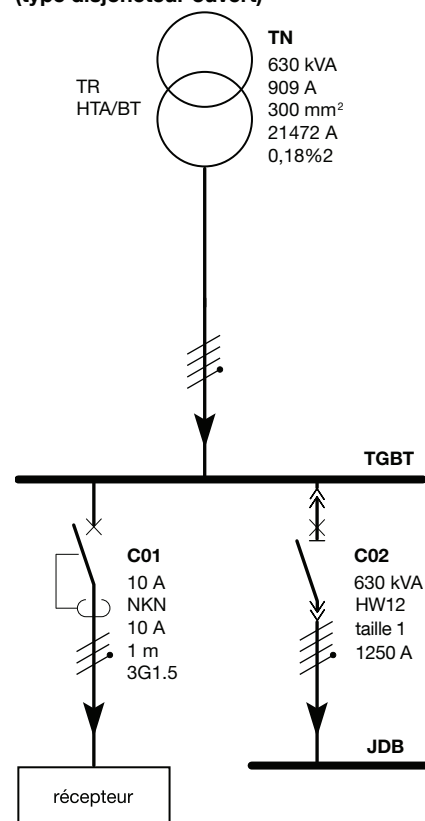 (type disjoncteur ouvert)
TR
HTA/BT
TN
630 kVA
909 A
300 mm²
21472 A
0,18%2
TGBT
C01
10 A
NKN
10 A
1 m
3G1.5
C02
630 kVA
HW12
taille 1
1250 A
JDB
récepteur